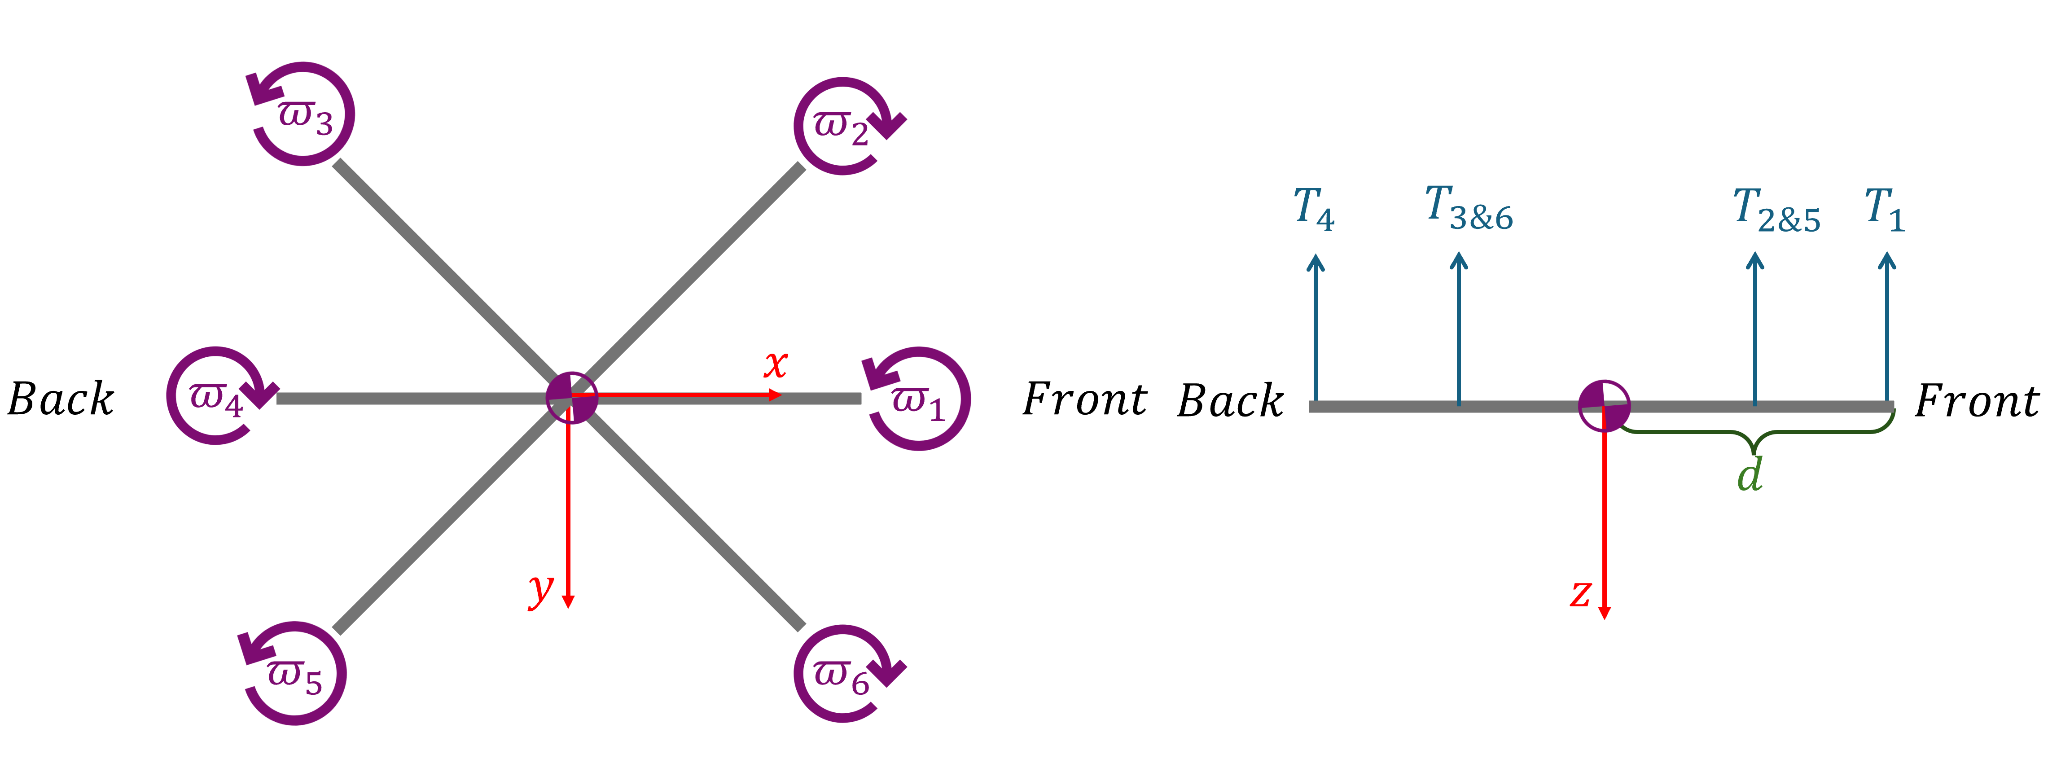 ϖ₃
ϖ₂
x
Back
ϖ₄
ϖ₁
Front
y
ϖ₅
ϖ₆
T₄
T₃&₆
T₂&₅
T₁
Back
Front
d
z